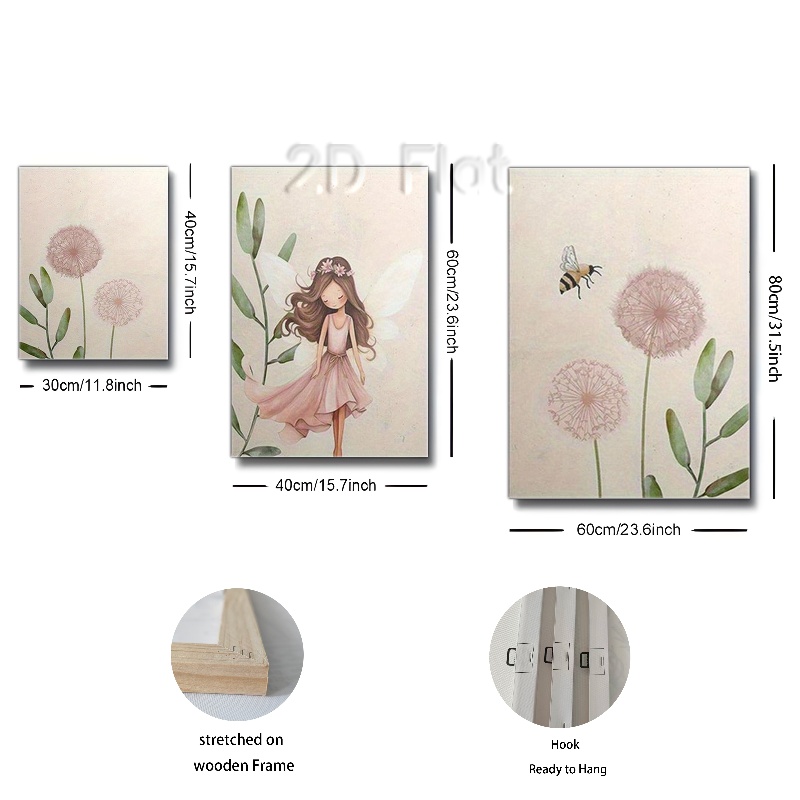 2.D Flat
40cm/15.7inch
30cm/11.8inch
60cm/23.6inch
40cm/15.7inch
80cm/31.5inch
60cm/23.6inch
stretched on
wooden Frame
Hook
Ready to Hang